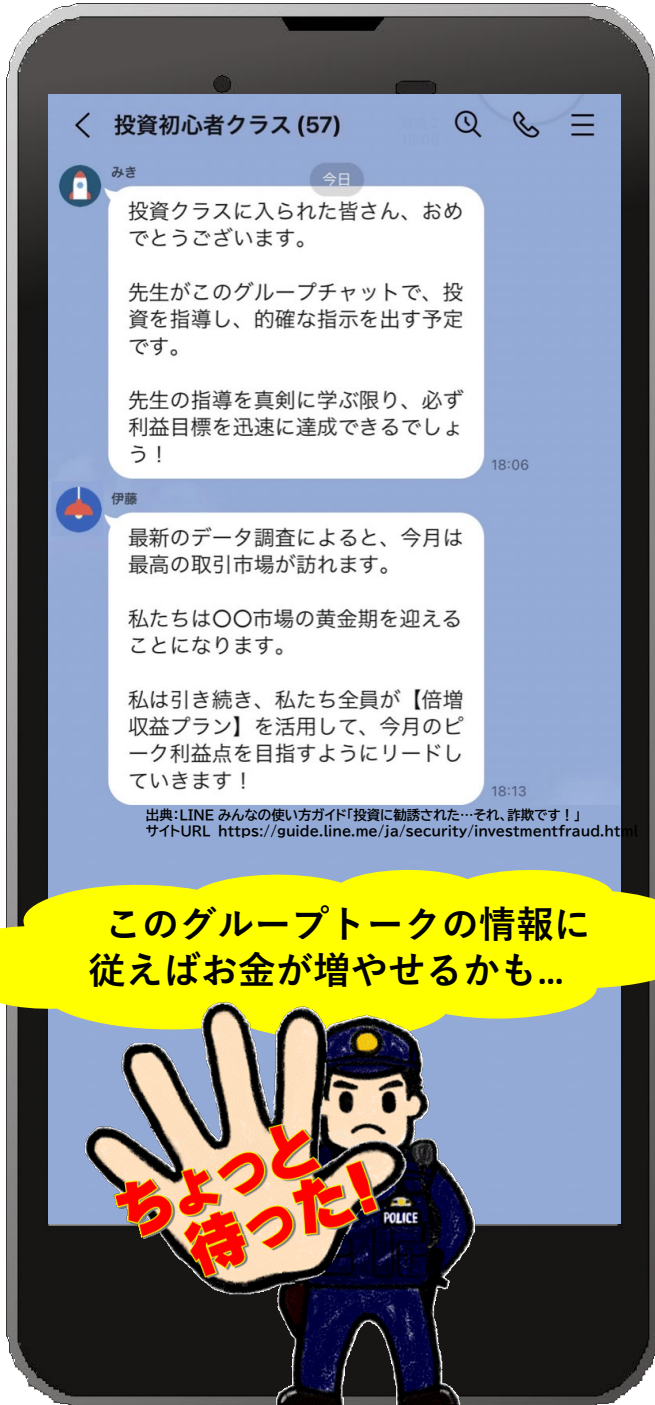 投資初心者クラス (57)
みき
今日
投資クラスに入られた皆さん、おめ
でとうございます。
先生がこのグループチャットで、投
資を指導し、的確な指示を出す予定
です。
先生の指導を真剣に学ぶ限り、必ず
利益目標を迅速に達成できるでしょ
う！
18:06
伊藤
最新のデータ調査によると、今月は
最高の取引市場が訪れます。
私たちは〇〇市場の黄金期を迎える
ことになります。
私は引き続き、私たち全員が【倍増
収益プラン】を活用して、今月のピ
ーク利益点を目指すようにリードし
ていきます！
18:13
出典：LINE みんなの使い方ガイド「投資に勧誘された…それ、詐欺です！」
サイトURL https://guide.line.me/ja/security/investmentfraud.html
このグループトークの情報に
従えばお金が増やせるかも…
ちょっと
待った!
POLICE